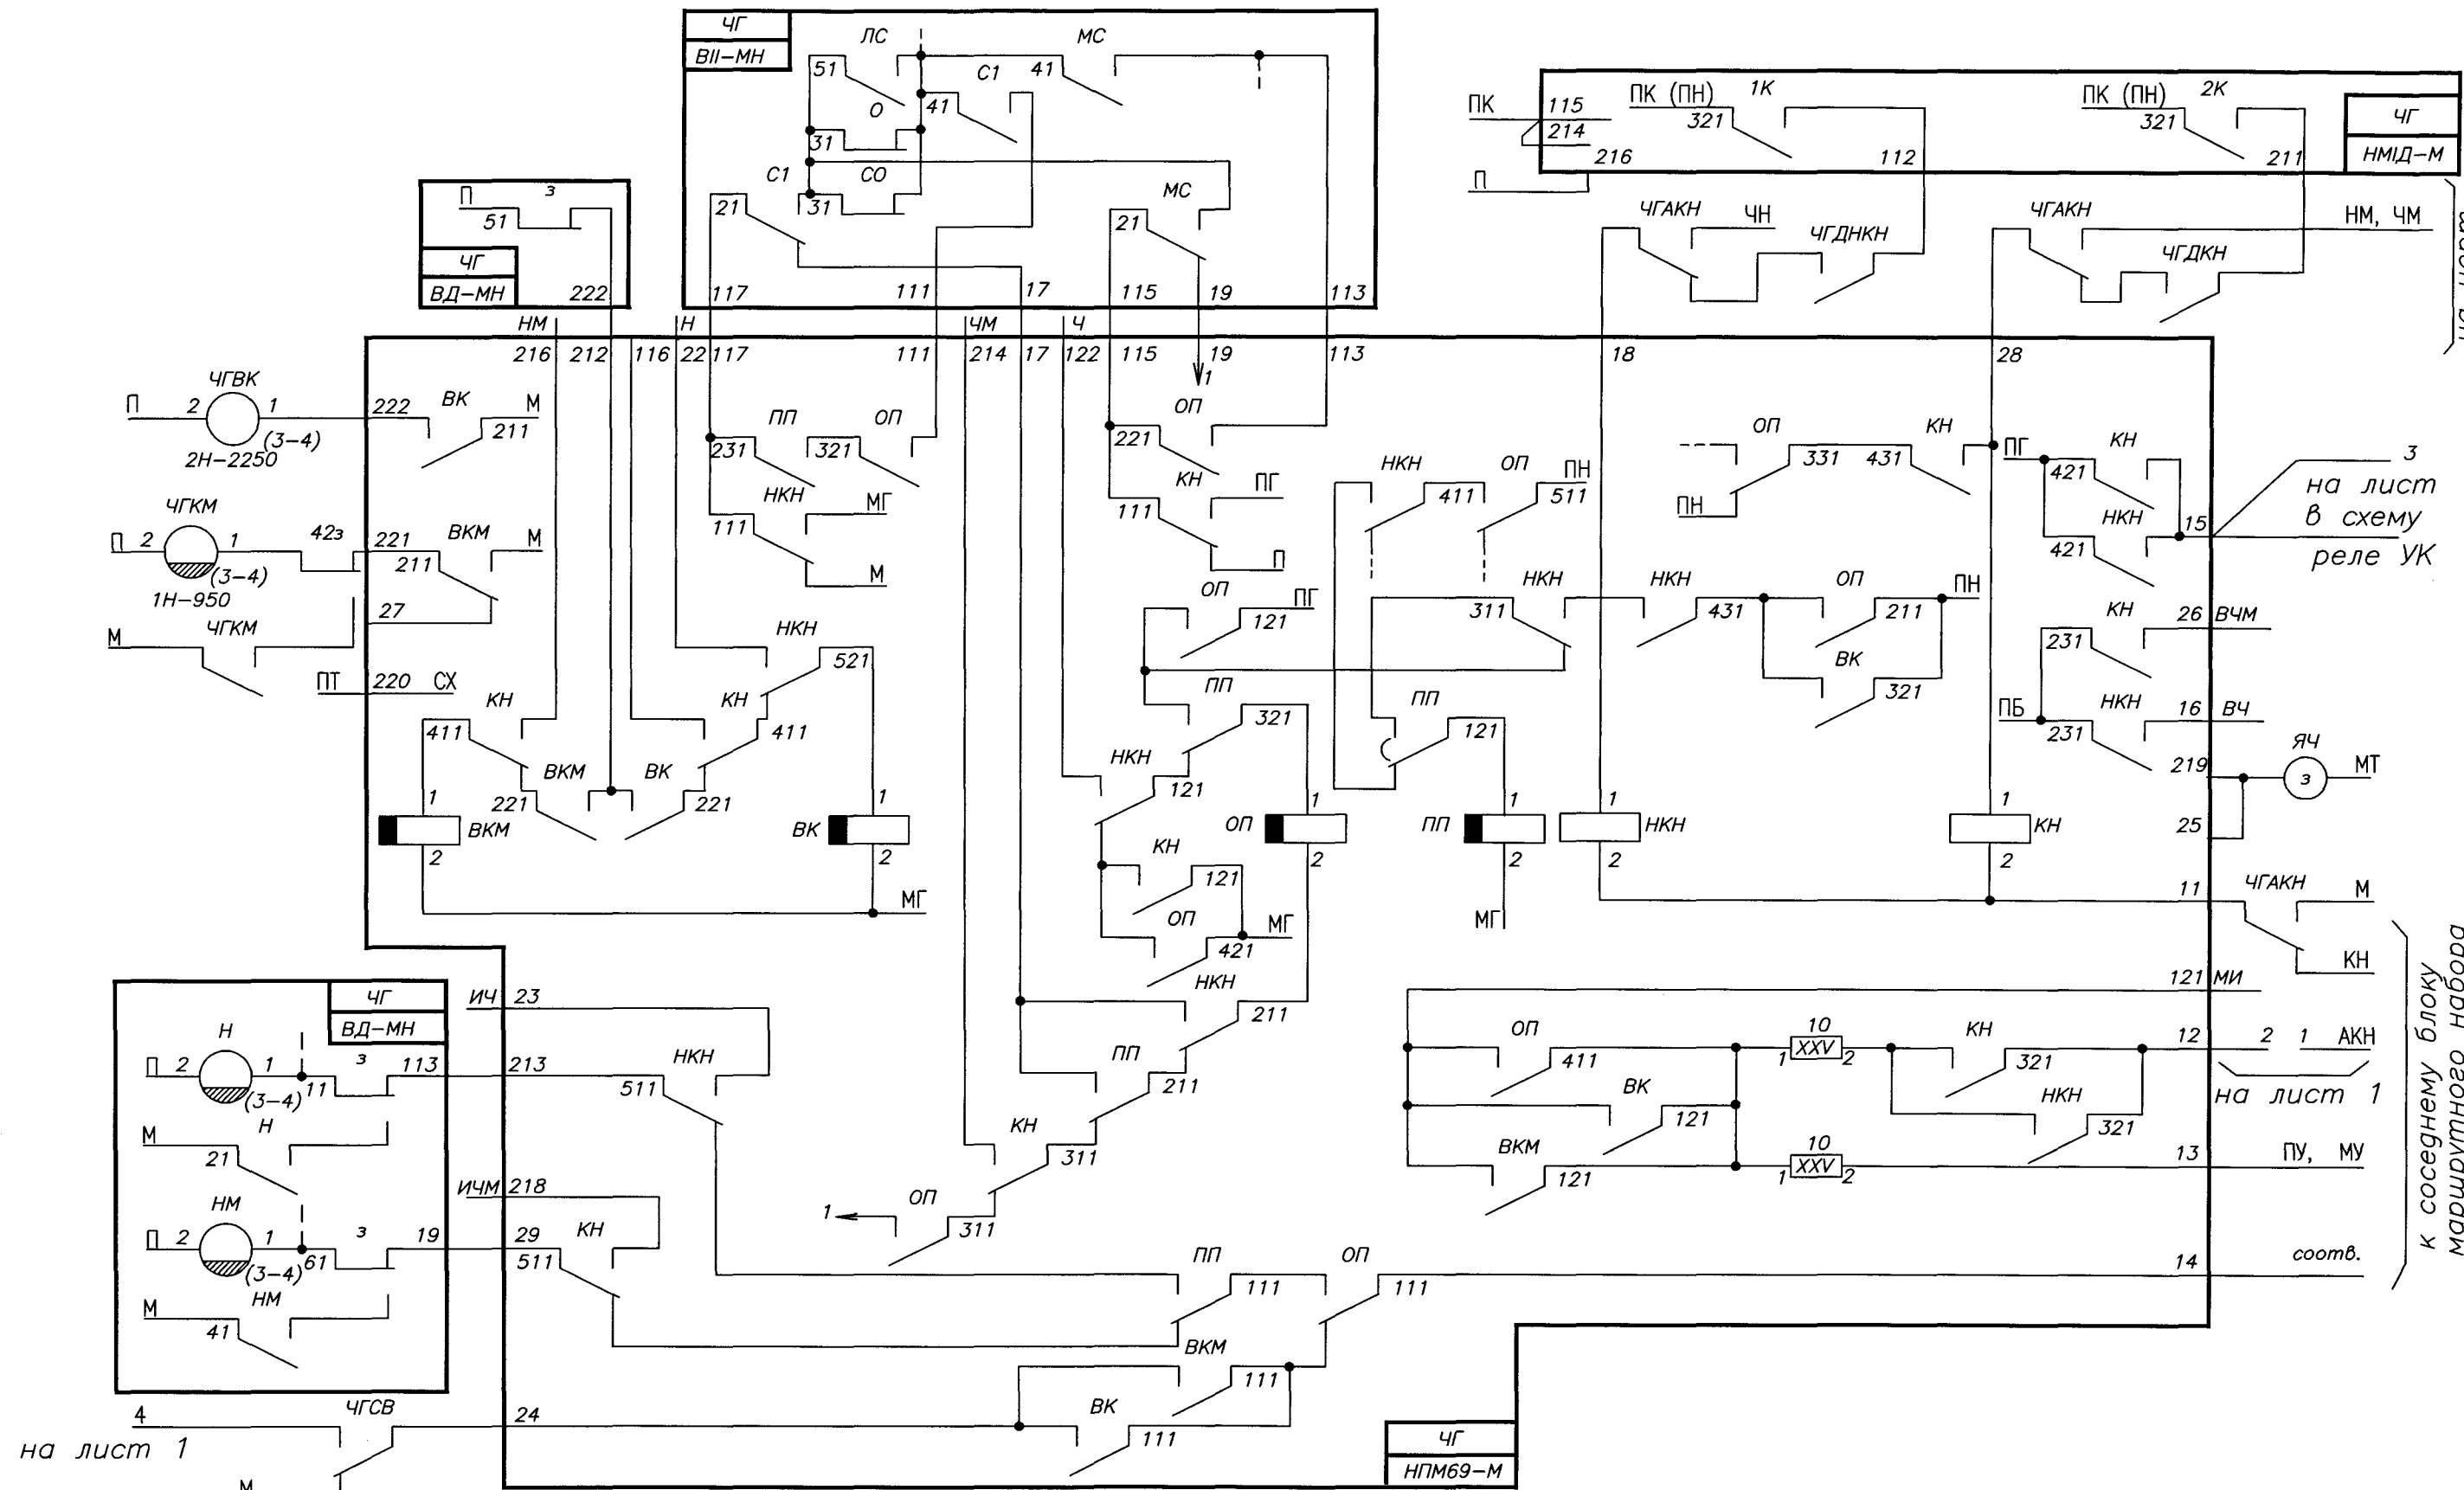 ЧГ
ВII-МН
ЛС
МС
51
С1
41
О
41
31
С1
СО
21
31
МС
21
117
111
17
115
19
113
П
З
51
ЧГ
ВД-МН
222
ПК
115
214
216
П
ПК (ПН)
1К
321
112
ПК (ПН)
2К
321
211
ЧГ
НМIД-М
ЧГАКН
ЧН
ЧГДНКН
ЧГАКН
НМ, ЧМ
ЧГДКН
НМ
Н
ЧМ
Ч
216
212
116
22
117
111
214
17
122
115
19
113
18
28
1
ЧГВК
П
2
1
(3-4)
2Н-2250
222
ВК
М
211
ЧГКМ
П
2
1
(3-4)
1Н-950
42з
221
ВКМ
М
211
27
М
ЧГКМ
ПТ
220
СХ
ПП
ОП
231
321
НКН
МГ
111
М
ОП
221
КН
ПГ
111
П
НКН
ОП
ПН
411
511
ОП
КН
331
431
ПН
ПГ
КН
421
НКН
421
15
3
на лист
в схему
реле УК
НКН
521
КН
411
КН
411
ВКМ
ВК
221
221
1
ВКМ
2
1
ВК
2
МГ
ОП
ПГ
121
НКН
311
НКН
431
ОП
211
ПН
ВК
321
КН
26
ВЧМ
231
ПБ
НКН
16
ВЧ
231
ПП
321
ПП
121
НКН
121
219
ЯЧ
З
МТ
25
1
ОП
2
1
ПП
2
МГ
1
НКН
2
1
КН
2
КН
121
ОП
МГ
421
НКН
211
11
ЧГАКН
М
КН
ЧГ
ВД-МН
Н
П
2
1
(3-4)
З
11
113
Н
М
21
НМ
П
2
1
(3-4)
З
61
19
НМ
М
41
ИЧ
23
213
НКН
511
ИЧМ
218
29
КН
511
ПП
211
КН
311
1
ОП
311
121
МИ
ОП
411
10
1
XXV
2
КН
321
12
2
1
АКН
на лист 1
ВК
121
НКН
321
ВКМ
121
10
1
XXV
2
13
ПУ, МУ
ПП
111
ОП
111
14
соотв.
ВКМ
111
ВК
111
к соседнему блоку
маршрутного набора
4
на лист 1
ЧГСВ
24
М
ЧГ
НПМ69-М